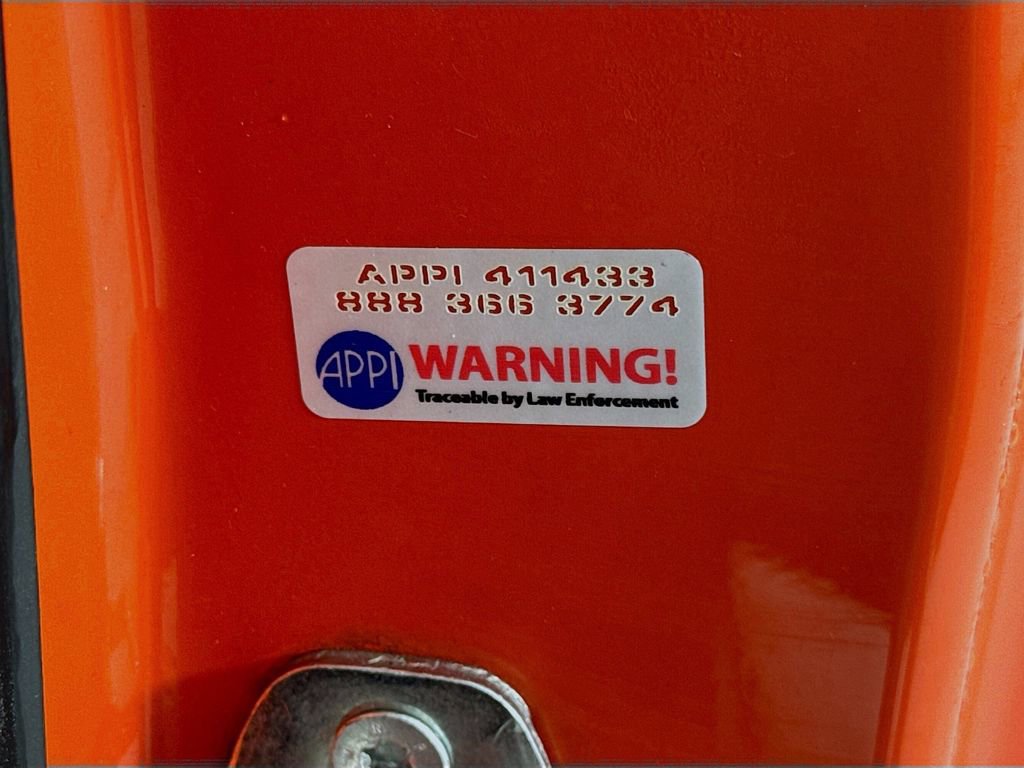 APPI 411433
888 366 3774
APPI WARNING!
Traceable by Law Enforcement